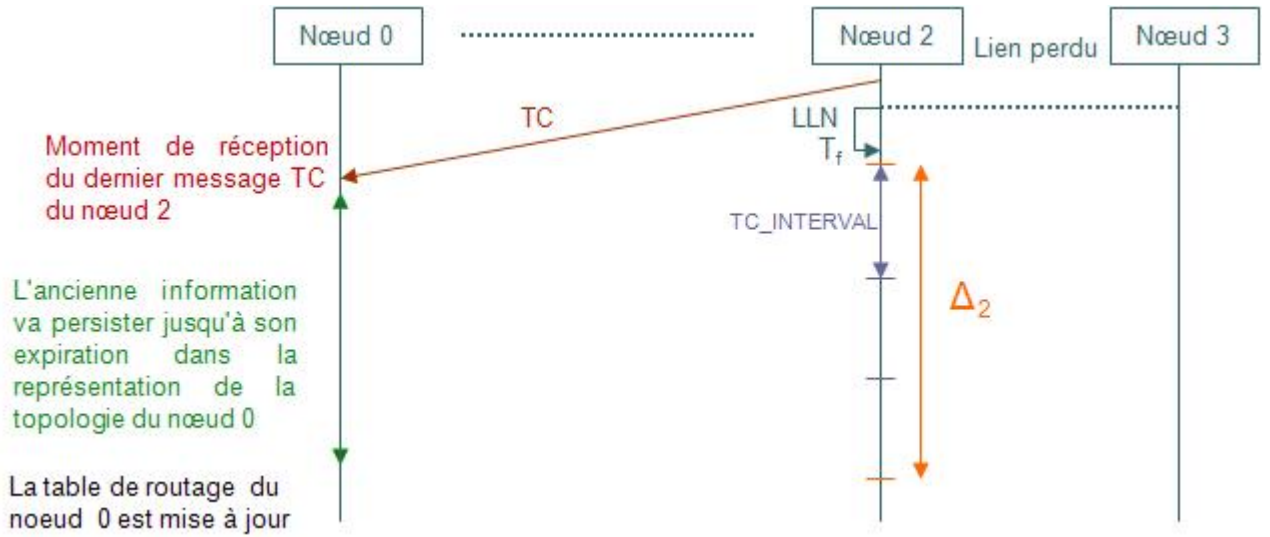 Nœud 0
Nœud 2
Nœud 3
Lien perdu
TC
LLN
T_f
Moment de réception
du dernier message TC
du nœud 2
TC_INTERVAL
Δ_2
L'ancienne information
va persister jusqu'à son
expiration dans la
représentation de la
topologie du nœud 0
La table de routage du
noeud 0 est mise à jour